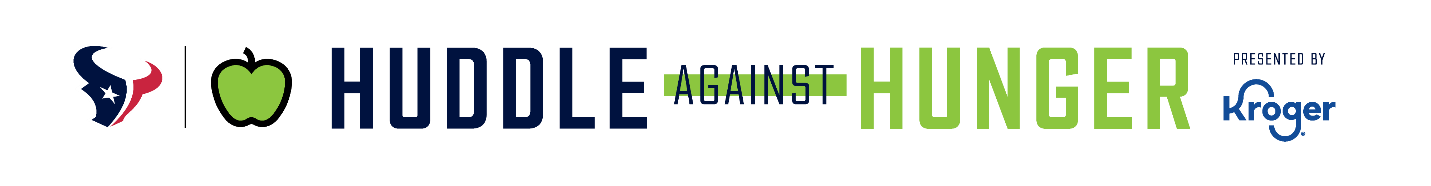 HUDDLE AGAINST HUNGER
PRESENTED BY
Kroger